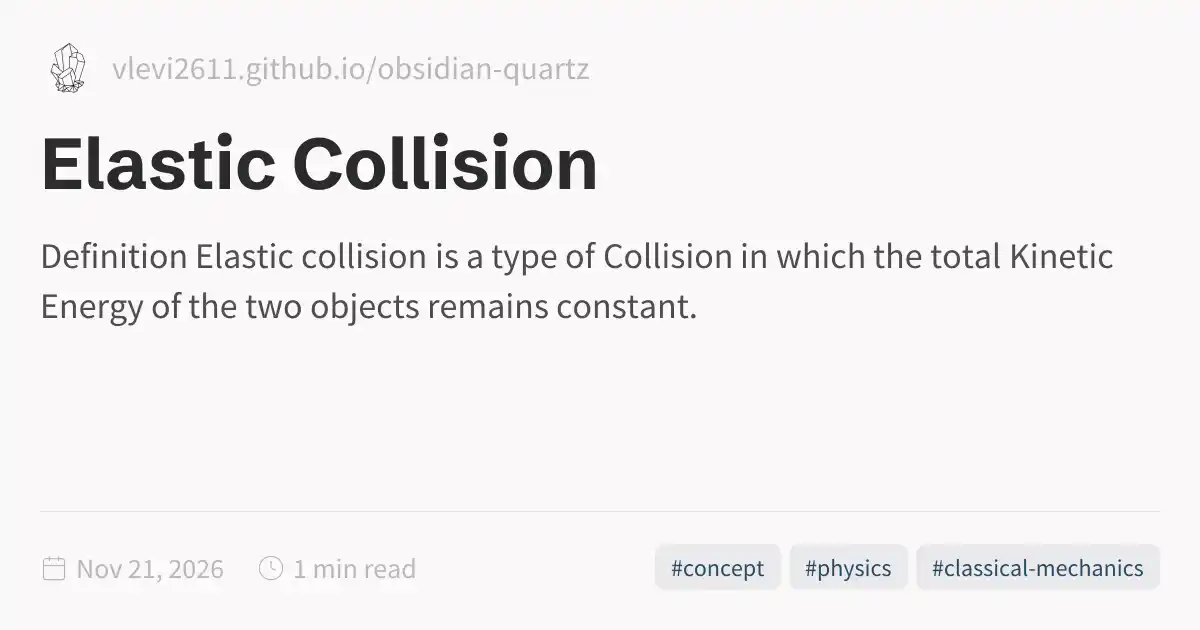 vlevi2611.github.io/obsidian-quartz
Elastic Collision
Definition Elastic collision is a type of Collision in which the total Kinetic
Energy of the two objects remains constant.
Nov 21, 2026 1 min read #concept #physics #classical-mechanics